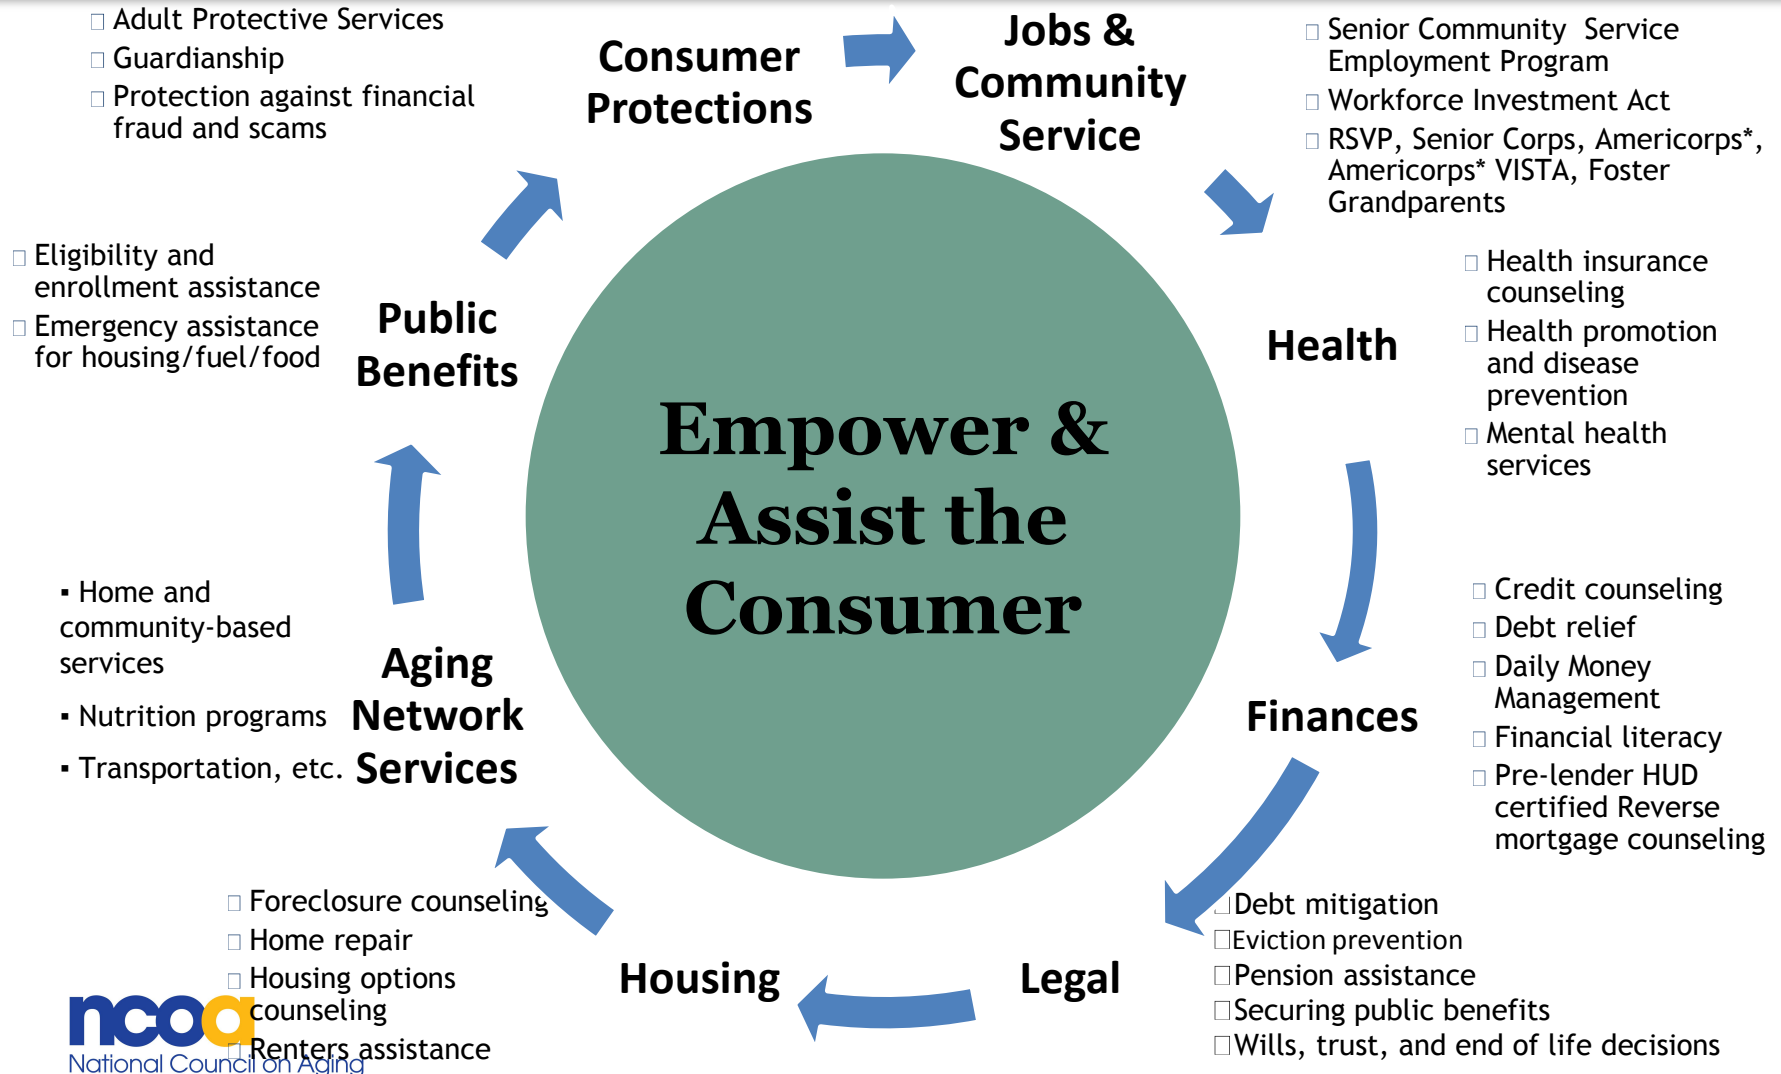 Adult Protective Services
Guardianship
Protection against financial
fraud and scams
Consumer
Protections
Jobs &
Community
Service
Senior Community Service
Employment Program
Workforce Investment Act
RSVP, Senior Corps, Americorps*,
Americorps* VISTA, Foster
Grandparents
Eligibility and
enrollment assistance
Emergency assistance
for housing/fuel/food
Public
Benefits
Health
Health insurance
counseling
Health promotion
and disease
prevention
Mental health
services
Empower &
Assist the
Consumer
▪ Home and
community-based
services
▪ Nutrition programs
▪ Transportation, etc.
Aging
Network
Services
Finances
Credit counseling
Debt relief
Daily Money
Management
Financial literacy
Pre-lender HUD
certified Reverse
mortgage counseling
Foreclosure counseling
Home repair
Housing options
counseling
Renters assistance
Housing
Legal
Debt mitigation
Eviction prevention
Pension assistance
Securing public benefits
Wills, trust, and end of life decisions
ncoa
National Council on Aging